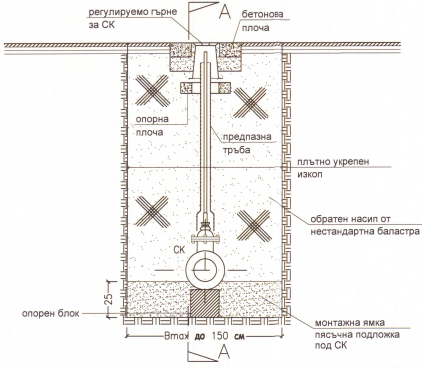 A
регулируемо гърне
за СК
бетонова
плоча
опорна
плоча
предпазна
тръба
плътно укрепен
изкоп
обратен насип от
нестандартна баластра
СК
25
опорен блок
монтажна ямка
пясъчна подложка
под СК
Bmax до 150 см
A